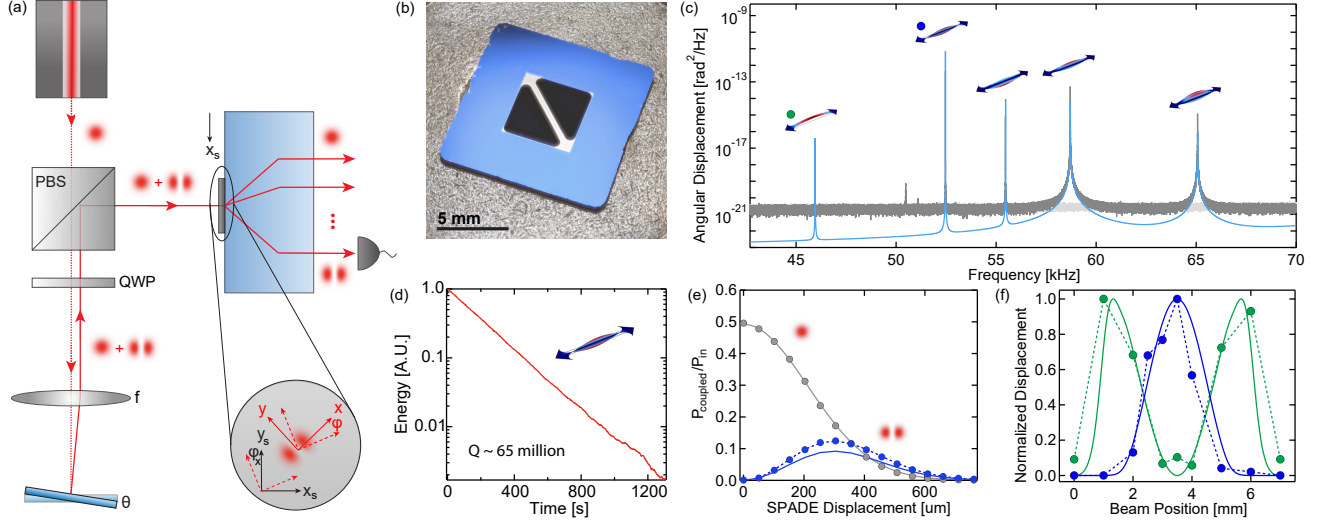 (a)
PBS
QWP
f
θ
x_s
y
x
φ
y_s
φ_x
x_s
(b)
5 mm
(c)
Angular Displacement [rad²/Hz]
10⁻⁹
10⁻¹³
10⁻¹⁷
10⁻²¹
45 50 55 60 65 70
Frequency [kHz]
(d)
Energy [A.U.]
1.0
0.1
0.01
Q ~ 65 million
0 400 800 1200
Time [s]
(e)
P_coupled/P_in
0.6
0.5
0.4
0.3
0.2
0.1
0.0
0 200 400 600
SPADE Displacement [um]
(f)
Normalized Displacement
1.0
0.8
0.6
0.4
0.2
0.0
0 2 4 6
Beam Position [mm]